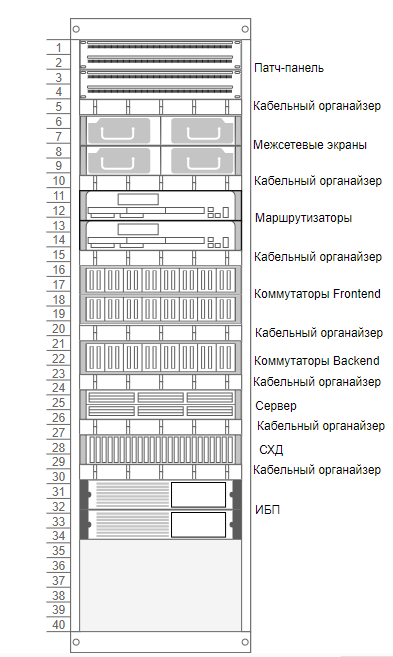 1
2
Патч-панель
3
4
5
Кабельный органайзер
6
7
Межсетевые экраны
8
9
10
Кабельный органайзер
11
12
Маршрутизаторы
13
14
15
Кабельный органайзер
16
17
Коммутаторы Frontend
18
19
20
Кабельный органайзер
21
22
Коммутаторы Backend
23
Кабельный органайзер
24
25
Сервер
26
27
Кабельный органайзер
28
СХД
29
Кабельный органайзер
30
31
32
ИБП
33
34
35
36
37
38
39
40